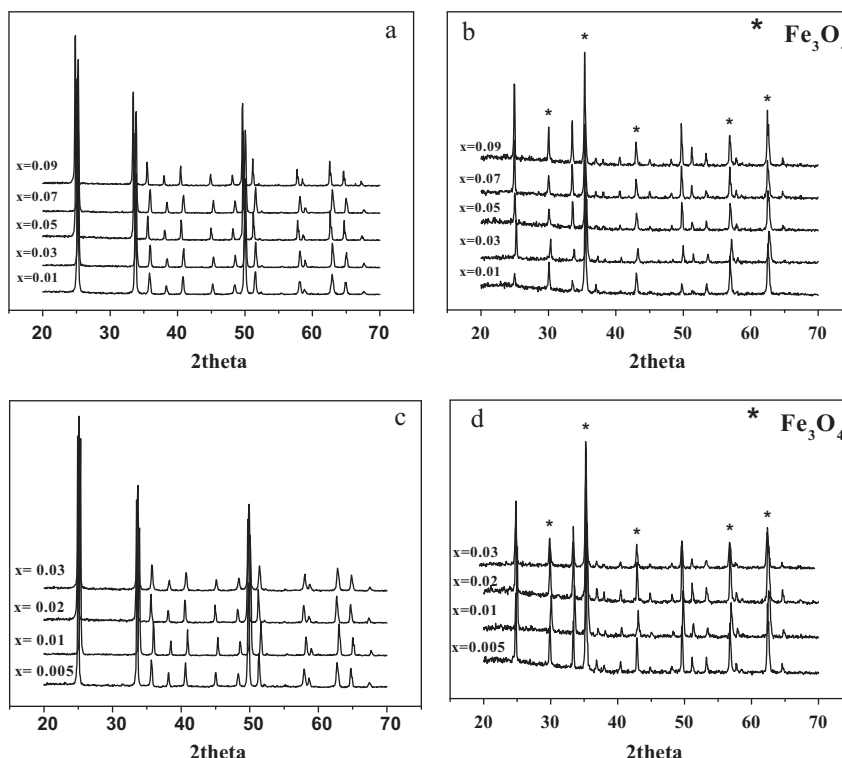 a
x=0.09
x=0.07
x=0.05
x=0.03
x=0.01
20 30 40 50 60 70
2theta
b
* Fe₃O
*
*
*
*
*
x=0.09
x=0.07
x=0.05
x=0.03
x=0.01
20 30 40 50 60 70
2theta
c
x= 0.03
x= 0.02
x= 0.01
x= 0.005
20 30 40 50 60 70
2theta
d
* Fe₃O₄
*
*
*
*
*
x=0.03
x=0.02
x=0.01
x=0.005
20 30 40 50 60 70
2theta